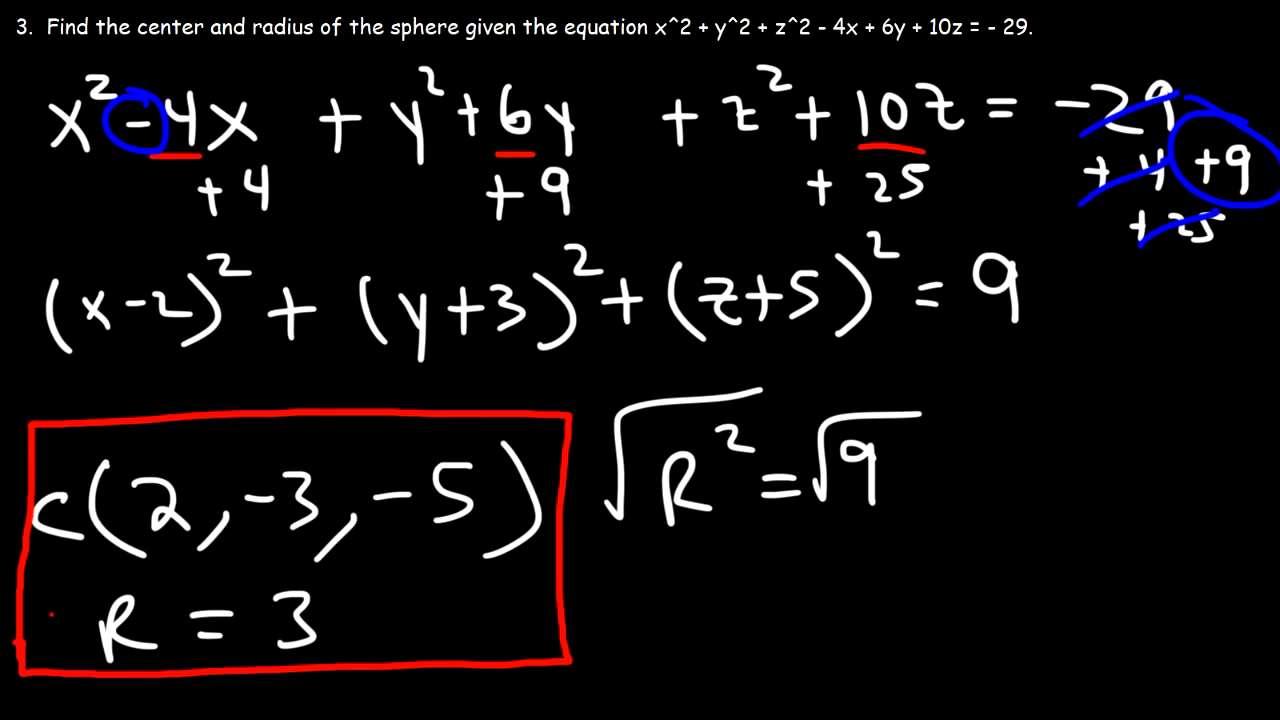 3. Find the center and radius of the sphere given the equation x^2 + y^2 + z^2 - 4x + 6y + 10z = - 29.
x² - 4x + y² + 6y + z² + 10z = -29
+ 4 + 9 + 25 + 4 + 9
+ 25
(x-2)² + (y+3)² + (z+5)² = 9
c(2, -3, -5) √R² = √9
R = 3